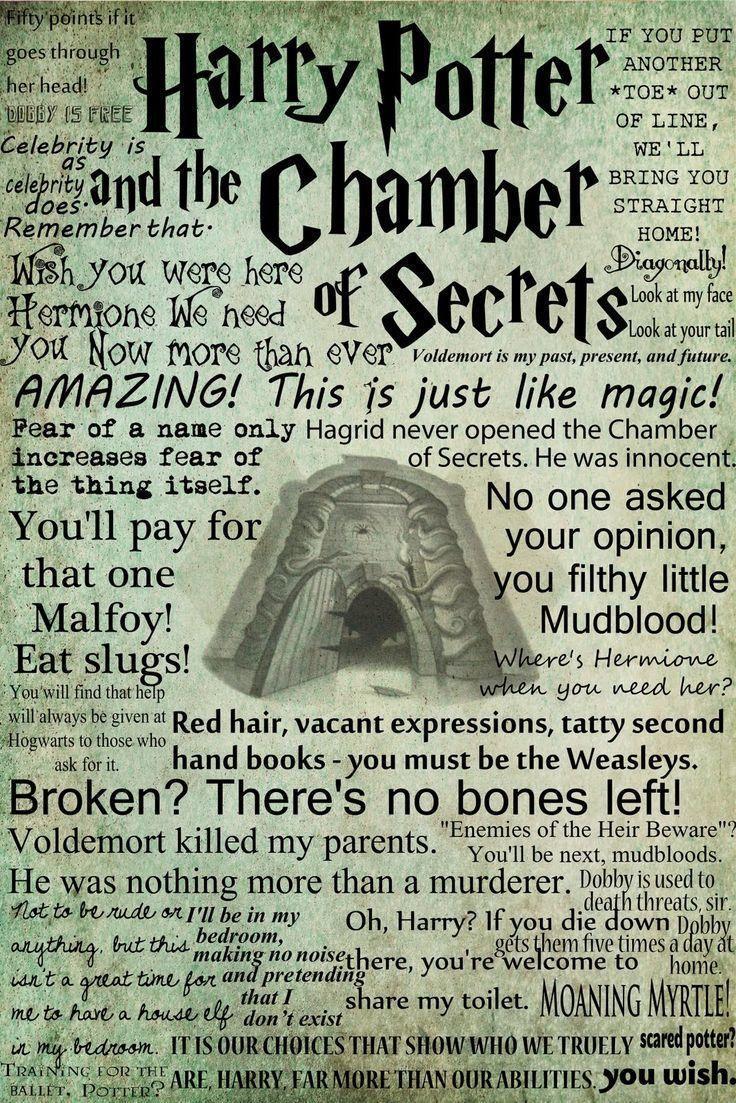 Fifty points if it
goes through
her head!
DOBBY IS FREE
Celebrity is
as
celebrity
does.
Remember that.
Harry Potter
and the Chamber
of Secrets
IF YOU PUT
ANOTHER
*TOE* OUT
OF LINE,
WE'LL
BRING YOU
STRAIGHT
HOME!
Diagonally!
Look at my face
Look at your tail
Wish you were here
Hermione. We need
you Now more than ever
Voldemort is my past, present, and future.
AMAZING! This is just like magic!
Fear of a name only
increases fear of
the thing itself.
Hagrid never opened the Chamber
of Secrets. He was innocent.
You'll pay for
that one
Malfoy!
Eat slugs!
No one asked
your opinion,
you filthy little
Mudblood!
Where's Hermione
when you need her?
You will find that help
will always be given at
Hogwarts to those who
ask for it.
Red hair, vacant expressions, tatty second
hand books - you must be the Weasleys.
Broken? There's no bones left!
Voldemort killed my parents.
He was nothing more than a murderer.
"Enemies of the Heir Beware"?
You'll be next, mudbloods.
Dobby is used to
death threats, sir.
Dobby
gets them five times a day at
home.
Not to be rude or
anything, but this
isn't a great time for
me to have a house elf
in my bedroom.
I'll be in my
bedroom,
making no noise
and pretending
that I
don't exist
Oh, Harry? If you die down
there, you're welcome to
share my toilet.
MOANING MYRTLE!
IT IS OUR CHOICES THAT SHOW WHO WE TRUELY
ARE, HARRY, FAR MORE THAN OUR ABILITIES.
scared potter?
you wish.
TRAINING FOR THE
BALLET, POTTER?